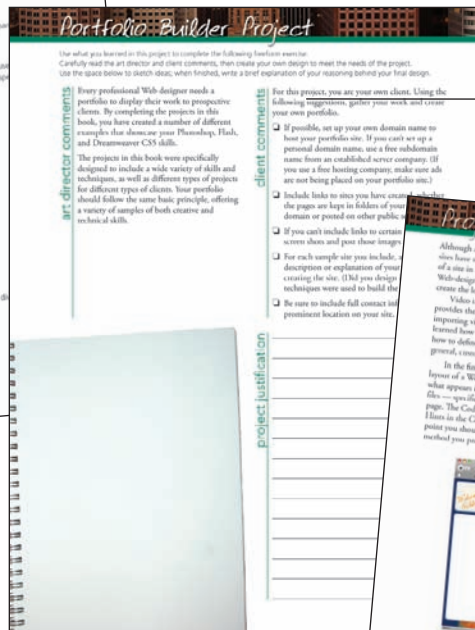 Portfolio Builder Project
Use what you learned in this project to complete the following freeform exercise.
Carefully read the art director and client comments, then create your own design to meet the needs of the project.
Use the space below to sketch ideas; when finished, write a brief explanation of your reasoning behind your final design.
art director comments
Every professional Web designer needs a
portfolio to display their work to prospective
clients. By completing the projects in this
book, you have created a number of different
examples that showcase your Photoshop, Flash,
and Dreamweaver CS5 skills.
The projects in this book were specifically
designed to include a wide variety of skills and
techniques, as well as different types of projects
for different types of clients. Your portfolio
should follow the same basic principle, offering
a variety of samples of both creative and
technical skills.
client comments
For this project, you are your own client. Using the
following suggestions, gather your work and create
your own portfolio.
❑ If possible, set up your own domain name to
host your portfolio site. If you can't set up a
personal domain name, use a free subdomain
name from an established server company. (If
you use a free hosting company, make sure ads
are not being placed on your portfolio site.)
❑ Include links to sites you have created, whether
the pages are kept in folders of your
domain or posted on other public
❑ If you can't include links to certain
screen shots and post those images
❑ For each sample site you include,
description or explanation of your
creating the site. (Did you design
techniques were used to build the
❑ Be sure to include full contact
prominent location on your site.
project justification
Although
sites have
of a site in
Web-design
create the
Video
provides the
importing
learned how
how to define
general,
In the
layout of a
what appears
files —
page. The
Hints in the
point you
method you